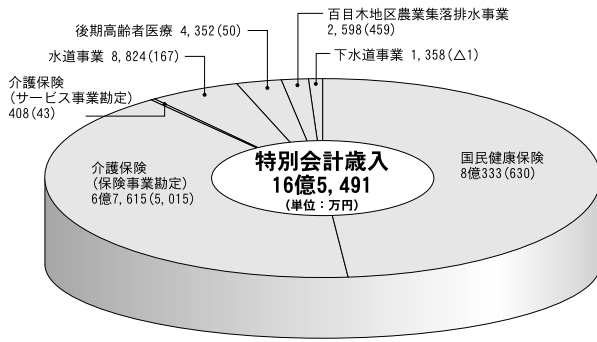 百目木地区農業集落排水事業
2,598(459)
後期高齢者医療 4,352(50)
水道事業 8,824(167)
下水道事業 1,358(△1)
介護保険
(サービス事業勘定)
408(43)
特別会計歳入
16億5,491
(単位：万円)
国民健康保険
8億333(630)
介護保険
(保険事業勘定)
6億7,615(5,015)